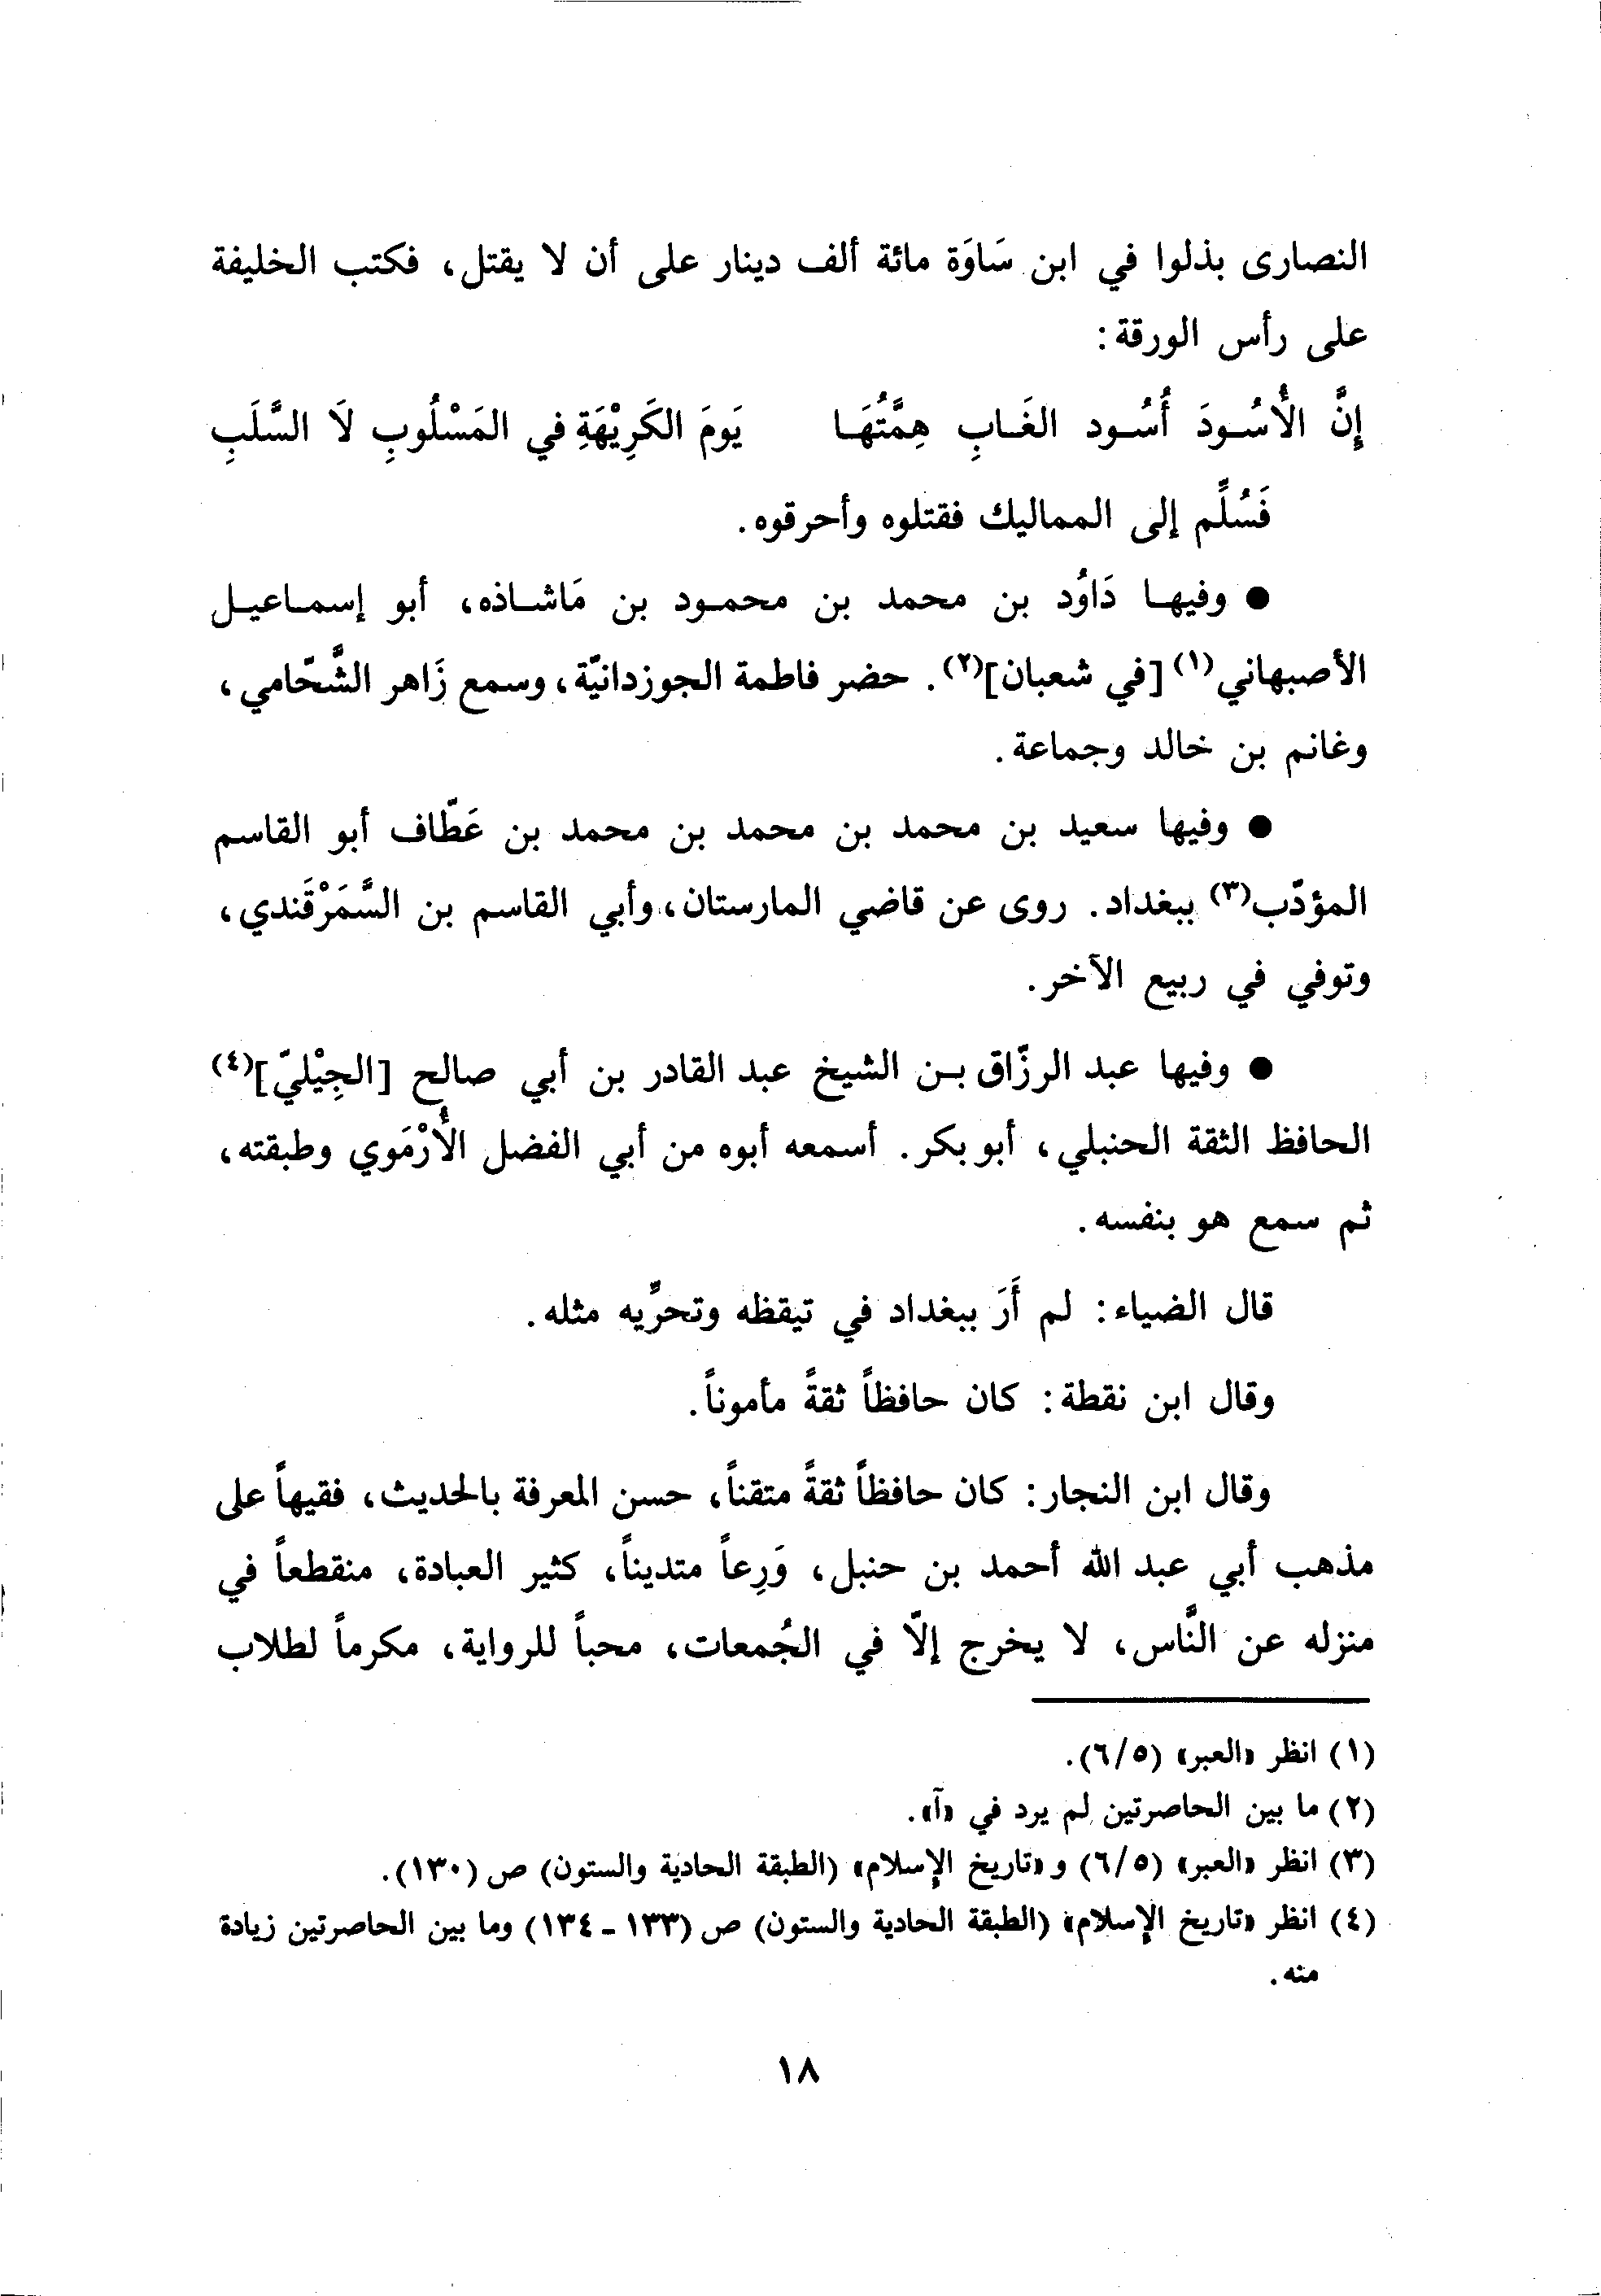 النصارى بذلوا في ابن سَاوَة مائة ألف دينار على أن لا يقتل، فكتب الخليفة
على رأس الورقة:
إِنَّ الأُسُودَ أُسُود الغَابِ هِمَّتُهَا يَومَ الكَرِيْهَةِ في المَسْلُوبِ لَا السَّلَبِ
فَسُلِّم إلى المماليك فقتلوه وأحرقوه.
● وفيها دَاوُد بن محمد بن محمود بن مَاشاذه، أبو إسماعيل
الأصبهاني(١) [في شعبان](٢). حضر فاطمة الجوزدانيّة، وسمع زَاهر الشَّحّامي،
وغانم بن خالد وجماعة.
● وفيها سعيد بن محمد بن محمد بن محمد بن عَطّاف أبو القاسم
المؤدّب(٣) ببغداد. روى عن قاضي المارستان، وأبي القاسم بن السَّمَرْقَندي،
وتوفي في ربيع الآخر.
● وفيها عبد الرزّاق بن الشيخ عبد القادر بن أبي صالح [الجِيْليّ](٤)
الحافظ الثقة الحنبلي، أبو بكر. أسمعه أبوه من أبي الفضل الأُرْمَوي وطبقته،
ثم سمع هو بنفسه.
قال الضياء: لم أَرَ ببغداد في تيقظه وتحرِّيه مثله.
وقال ابن نقطة: كان حافظاً ثقةً مأموناً.
وقال ابن النجار: كان حافظاً ثقةً متقناً، حسن المعرفة بالحديث، فقيهاً على
مذهب أبي عبد الله أحمد بن حنبل، وَرِعاً متديناً، كثير العبادة، منقطعاً في
منزله عن النَّاس، لا يخرج إلّا في الجُمعات، محباً للرواية، مكرماً لطلاب
(١) انظر «العبر» (٦/٥).
(٢) ما بين الحاصرتين لم يرد في «آ».
(٣) انظر «العبر» (٦/٥) و«تاريخ الإسلام» (الطبقة الحادية والستون) ص (١٣٠).
(٤) انظر «تاريخ الإسلام» (الطبقة الحادية والستون) ص (١٣٣ - ١٣٤) وما بين الحاصرتين زيادة
منه.
١٨